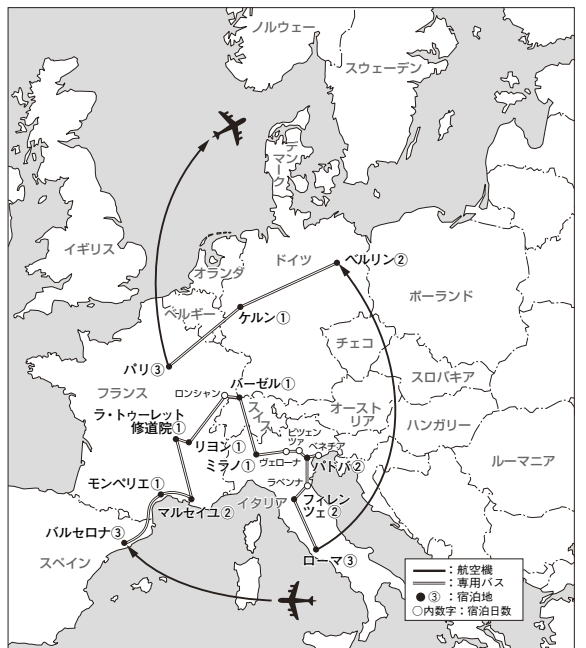 ノルウェー
スウェーデン
デンマーク
イギリス
オランダ
ドイツ
ベルリン②
ベルギー
ケルン①
ポーランド
チェコ
パリ③
フランス
スロバキア
ロンシャン
バーゼル①
スイス
オースト
リア
ハンガリー
ラ・トゥーレット
修道院①
リヨン①
ミラノ①
ヴェローナ
ビツェン
ツァ
ベネチア
パドバ②
ルーマニア
ラベンナ
モンペリエ①
マルセイユ②
イタリア
フィレン
ツェ②
バルセロナ③
スペイン
ローマ③
:航空機
:専用バス
●③:宿泊地
○内数字:宿泊日数